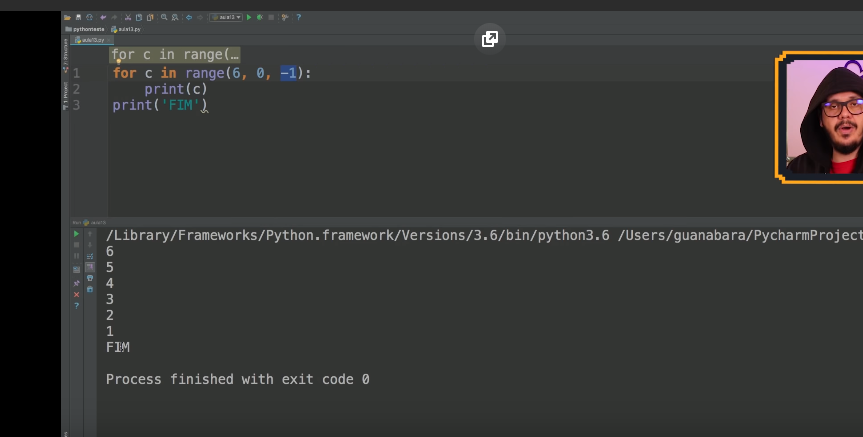 aula13
pythonteste aula13.py
aula13.py
for c in range(…
1 for c in range(6, 0, -1):
2 print(c)
3 print('FIM')
/Library/Frameworks/Python.framework/Versions/3.6/bin/python3.6 /Users/guanabara/PycharmProject
6
5
4
3
2
1
FIM
Process finished with exit code 0